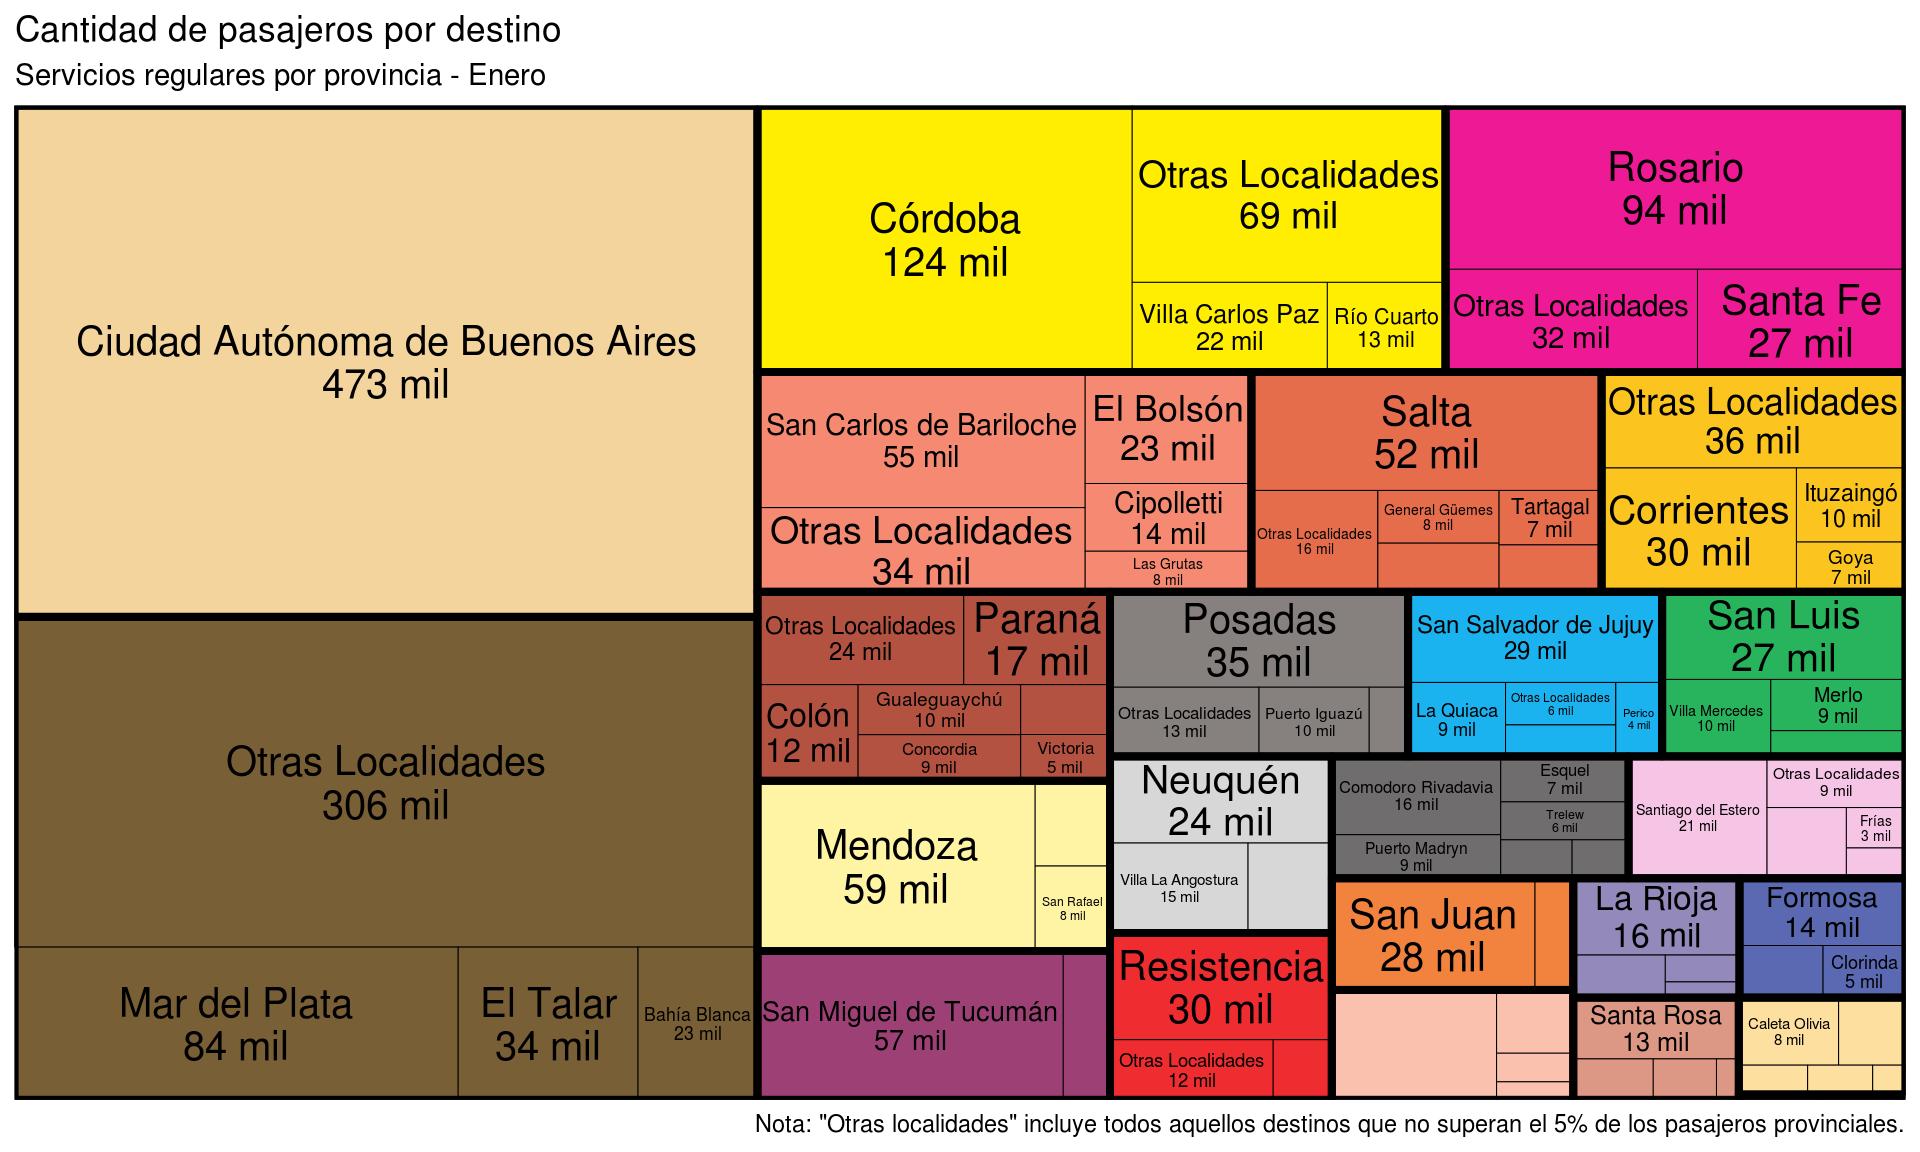 Cantidad de pasajeros por destino
Servicios regulares por provincia - Enero
Ciudad Autónoma de Buenos Aires
473 mil
Otras Localidades
306 mil
Mar del Plata
84 mil
El Talar
34 mil
Bahía Blanca
23 mil
Córdoba
124 mil
Otras Localidades
69 mil
Villa Carlos Paz
22 mil
Río Cuarto
13 mil
Rosario
94 mil
Otras Localidades
32 mil
Santa Fe
27 mil
San Carlos de Bariloche
55 mil
Otras Localidades
34 mil
El Bolsón
23 mil
Cipolletti
14 mil
Las Grutas
8 mil
Salta
52 mil
Otras Localidades
16 mil
General Güemes
8 mil
Tartagal
7 mil
Otras Localidades
36 mil
Corrientes
30 mil
Ituzaingó
10 mil
Goya
7 mil
Otras Localidades
24 mil
Paraná
17 mil
Colón
12 mil
Gualeguaychú
10 mil
Concordia
9 mil
Victoria
5 mil
Posadas
35 mil
Otras Localidades
13 mil
Puerto Iguazú
10 mil
San Salvador de Jujuy
29 mil
La Quiaca
9 mil
Otras Localidades
6 mil
Perico
4 mil
San Luis
27 mil
Villa Mercedes
10 mil
Merlo
9 mil
Mendoza
59 mil
San Rafael
8 mil
San Miguel de Tucumán
57 mil
Neuquén
24 mil
Villa La Angostura
15 mil
Resistencia
30 mil
Otras Localidades
12 mil
Comodoro Rivadavia
16 mil
Puerto Madryn
9 mil
Esquel
7 mil
Trelew
6 mil
Santiago del Estero
21 mil
Otras Localidades
9 mil
Frías
3 mil
San Juan
28 mil
La Rioja
16 mil
Formosa
14 mil
Clorinda
5 mil
Santa Rosa
13 mil
Caleta Olivia
8 mil
Nota: "Otras localidades" incluye todos aquellos destinos que no superan el 5% de los pasajeros provinciales.